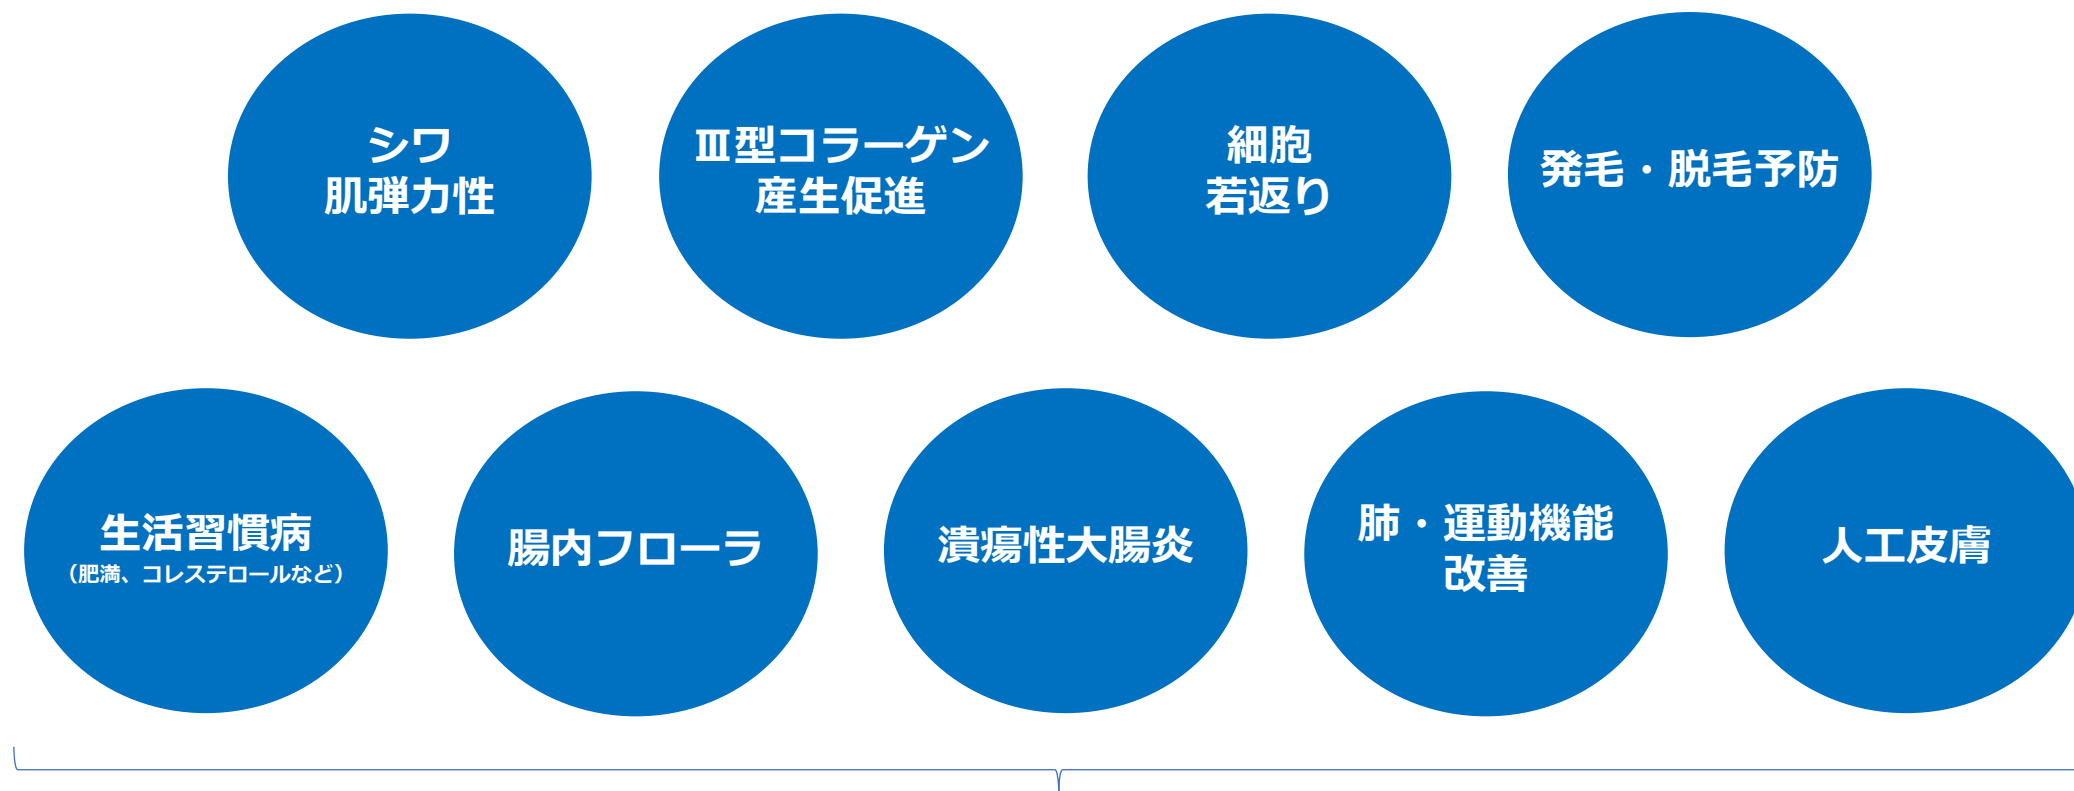 シワ
肌弾力性
Ⅲ型コラーゲン
産生促進
細胞
若返り
発毛・脱毛予防
生活習慣病
（肥満、コレステロールなど）
腸内フローラ
潰瘍性大腸炎
肺・運動機能
改善
人工皮膚